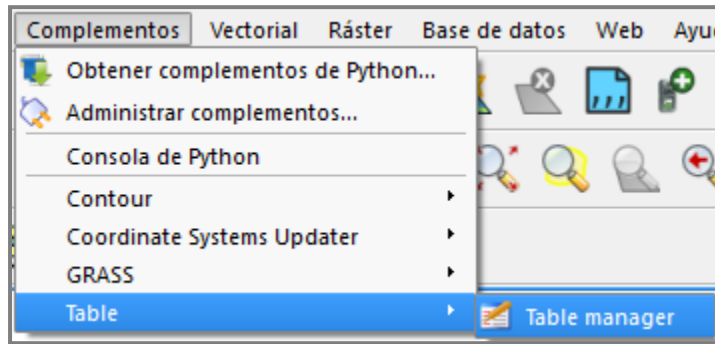 Complementos Vectorial Ráster Base de datos Web Ayu
Obtener complementos de Python...
Administrar complementos...
Consola de Python
Contour
Coordinate Systems Updater
GRASS
Table
Table manager